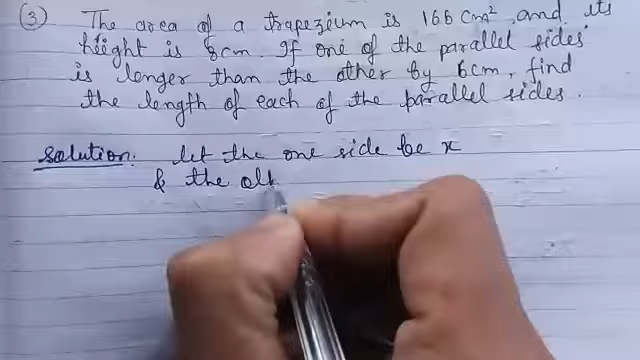 (3) The area of a trapezium is 166 Cm² and its
height is 8cm. If one of the parallel sides
is longer than the other by 6cm, find
the length of each of the parallel sides.
Solution. let the one side be x
& the oth